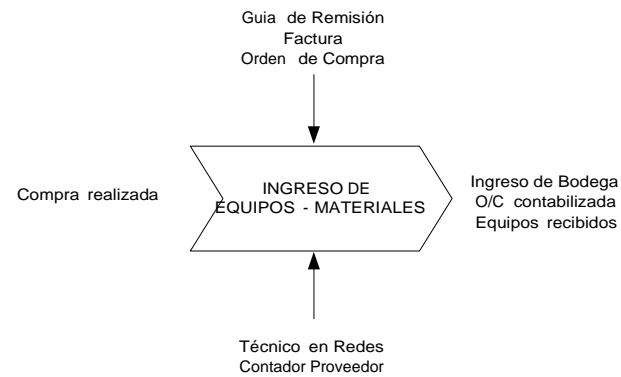 Guia de Remisión
Factura
Orden de Compra
Compra realizada
INGRESO DE
EQUIPOS - MATERIALES
Ingreso de Bodega
O/C contabilizada
Equipos recibidos
Técnico en Redes
Contador Proveedor